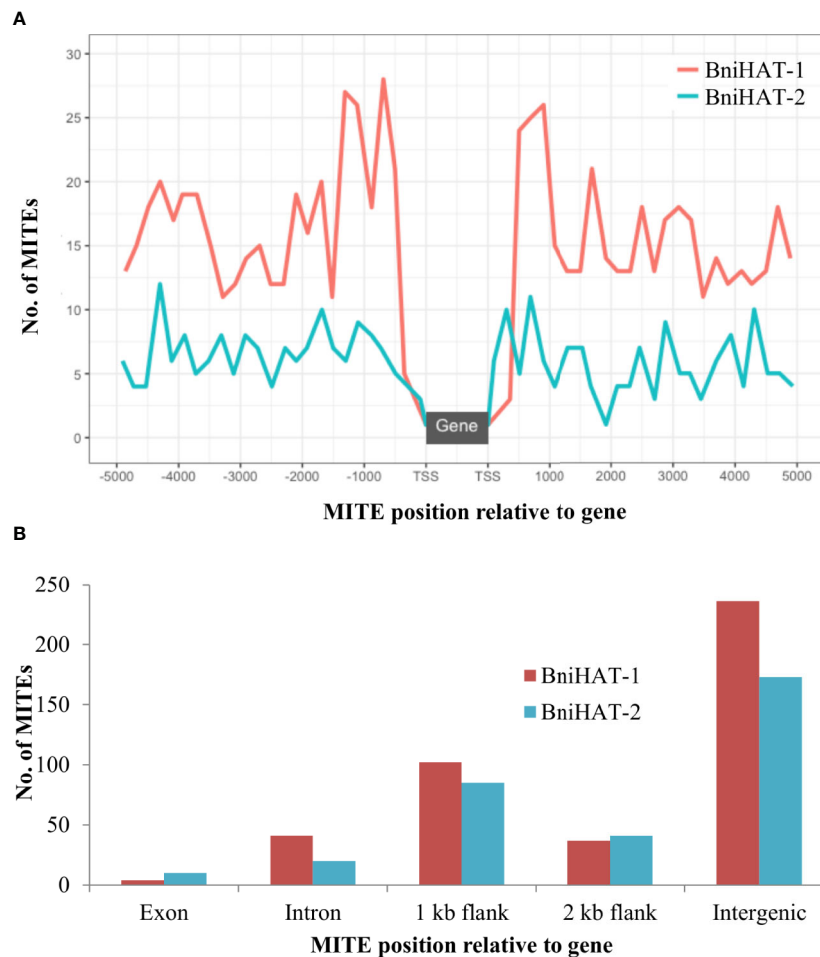 A
No. of MITEs
30
25
20
15
10
5
0
BniHAT-1
BniHAT-2
Gene
-5000 -4000 -3000 -2000 -1000 TSS TSS 1000 2000 3000 4000 5000
MITE position relative to gene
B
No. of MITEs
250
200
150
100
50
0
BniHAT-1
BniHAT-2
Exon Intron 1 kb flank 2 kb flank Intergenic
MITE position relative to gene